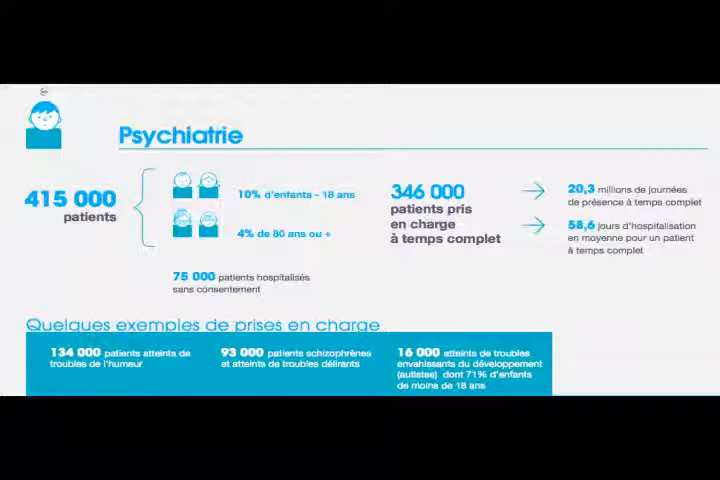 Psychiatrie
415 000
patients
10% d'enfants - 18 ans
4% de 80 ans ou +
75 000 patients hospitalisés
sans consentement
346 000
patients pris
en charge
à temps complet
20,3 millions de journées
de présence à temps complet
58,6 jours d'hospitalisation
en moyenne pour un patient
à temps complet
Quelques exemples de prises en charge
134 000 patients atteints de
troubles de l'humeur
93 000 patients schizophrènes
et atteints de troubles délirants
16 000 atteints de troubles
envahissants du développement
(autistes) dont 71% d'enfants
de moins de 18 ans